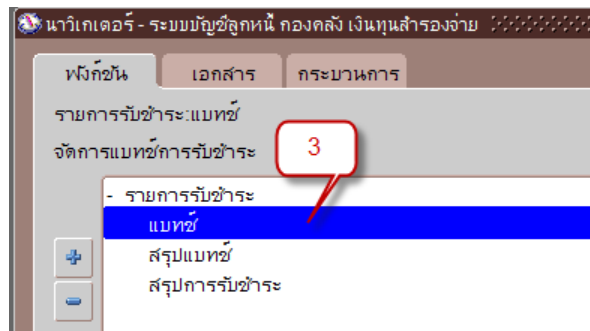 นาวิเกเตอร์ - ระบบบัญชีลูกหนี้ กองคลัง เงินทุนสำรองจ่าย
ฟังก์ชัน เอกสาร กระบวนการ
รายการรับชำระ:แบทช์
จัดการแบทช์การรับชำระ
3
- รายการรับชำระ
แบทช์
สรุปแบทช์
สรุปการรับชำระ